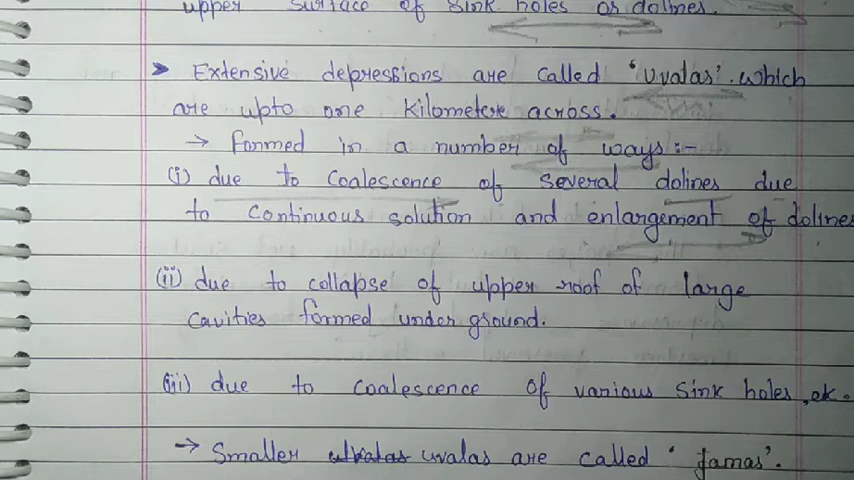 upper surface of sink holes or dolines.
➤ Extensive depressions are called 'Uvalas'. which
are upto one kilometere across.
→ formed in a number of ways :-
(i) due to coalescence of several dolines due
to continuous solution and enlargement of dolines
(ii) due to collapse of upper roof of large
cavities formed under ground.
(iii) due to coalescence of various sink holes, etc.
→ Smaller uvalas are called 'Jamas'.